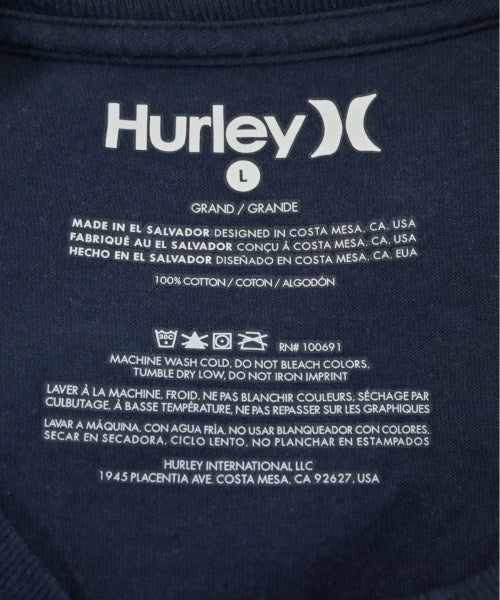 Hurley
L
GRAND / GRANDE
MADE IN EL SALVADOR DESIGNED IN COSTA MESA, CA, USA
FABRIQUÉ AU EL SALVADOR CONÇU À COSTA MESA, CA, USA
HECHO EN EL SALVADOR DISEÑADO EN COSTA MESA, CA, EUA
100% COTTON / COTON / ALGODÓN
30C RN# 100691
MACHINE WASH COLD, DO NOT BLEACH COLORS,
TUMBLE DRY LOW, DO NOT IRON IMPRINT
LAVER À LA MACHINE, FROID, NE PAS BLANCHIR COULEURS, SÉCHAGE PAR
CULBUTAGE, À BASSE TEMPÉRATURE, NE PAS REPASSER SUR LES GRAPHIQUES
LAVAR A MÁQUINA, CON AGUA FRÍA, NO USAR BLANQUEADOR CON COLORES,
SECAR EN SECADORA, CICLO LENTO, NO PLANCHAR EN ESTAMPADOS
HURLEY INTERNATIONAL LLC
1945 PLACENTIA AVE. COSTA MESA, CA 92627, USA